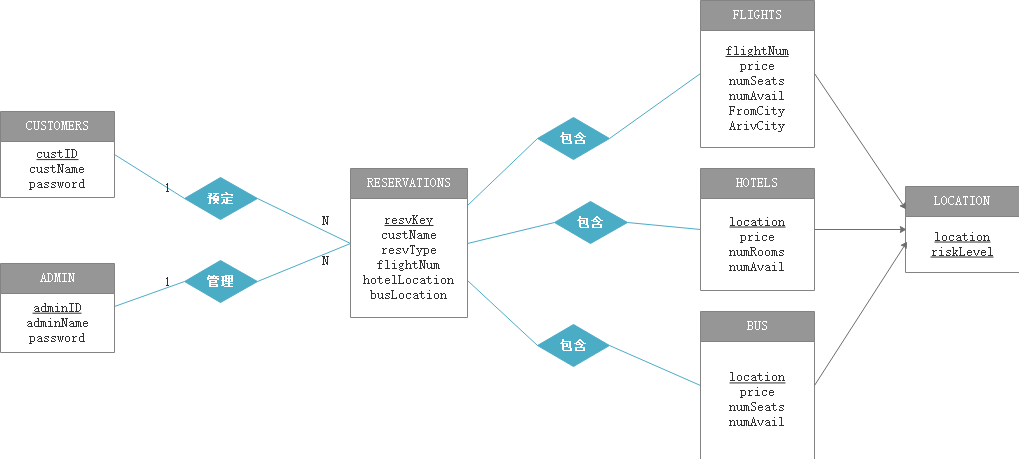 CUSTOMERS
custID
custName
password
ADMIN
adminID
adminName
password
1
预定
N
1
管理
N
RESERVATIONS
resvKey
custName
resvType
flightNum
hotelLocation
busLocation
包含
包含
包含
FLIGHTS
flightNum
price
numSeats
numAvail
FromCity
ArivCity
HOTELS
location
price
numRooms
numAvail
BUS
location
price
numSeats
numAvail
LOCATION
location
riskLevel